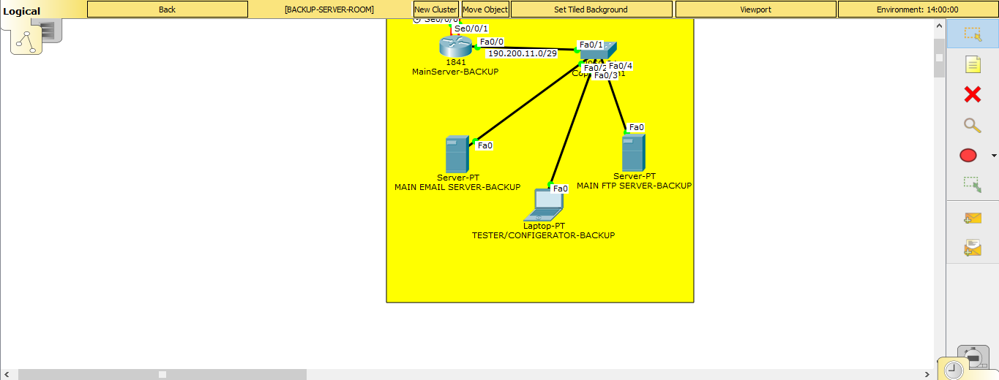 Logical
Back
[BACKUP-SERVER-ROOM]
New Cluster
Move Object
Set Tiled Background
Viewport
Environment: 14:00:00
Se0/0/0
Se0/0/1
Fa0/0
Fa0/1
190.200.11.0/29
1841
MainServer-BACKUP
Fa0/2
Fa0/4
Fa0/3
Fa0
Fa0
Server-PT
MAIN EMAIL SERVER-BACKUP
Server-PT
MAIN FTP SERVER-BACKUP
Fa0
Laptop-PT
TESTER/CONFIGERATOR-BACKUP